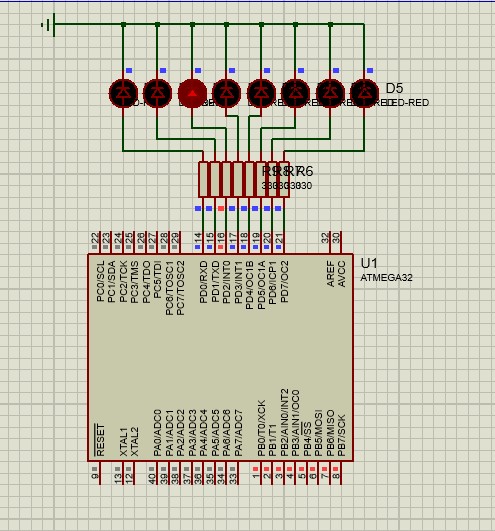 D5
LED-RED
R6
330
22
23
24
25
26
27
28
29
14
15
16
17
18
19
20
21
32
30
U1
ATMEGA32
PC0/SCL
PC1/SDA
PC2/TCK
PC3/TMS
PC4/TDO
PC5/TDI
PC6/TOSC1
PC7/TOSC2
PD0/RXD
PD1/TXD
PD2/INT0
PD3/INT1
PD4/OC1B
PD5/OC1A
PD6/ICP1
PD7/OC2
AREF
AVCC
RESET
XTAL1
XTAL2
PA0/ADC0
PA1/ADC1
PA2/ADC2
PA3/ADC3
PA4/ADC4
PA5/ADC5
PA6/ADC6
PA7/ADC7
PB0/T0/XCK
PB1/T1
PB2/AIN0/INT2
PB3/AIN1/OC0
PB4/SS
PB5/MOSI
PB6/MISO
PB7/SCK
9
13
12
40
39
38
37
36
35
34
33
1
2
3
4
5
6
7
8